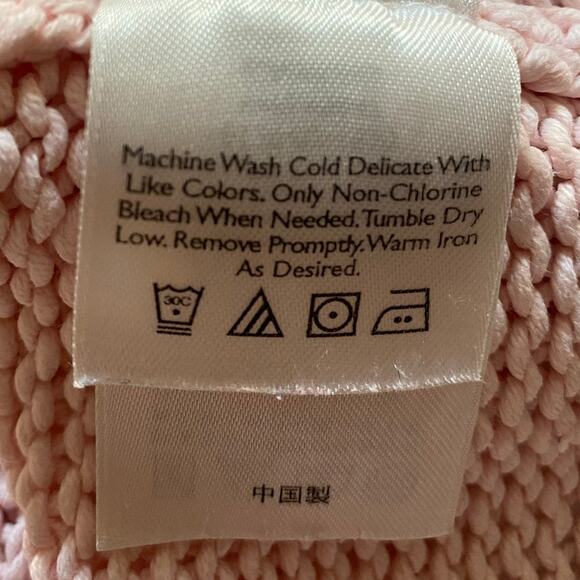 Machine Wash Cold Delicate With
Like Colors. Only Non-Chlorine
Bleach When Needed. Tumble Dry
Low. Remove Promptly. Warm Iron
As Desired.
30C
中国製